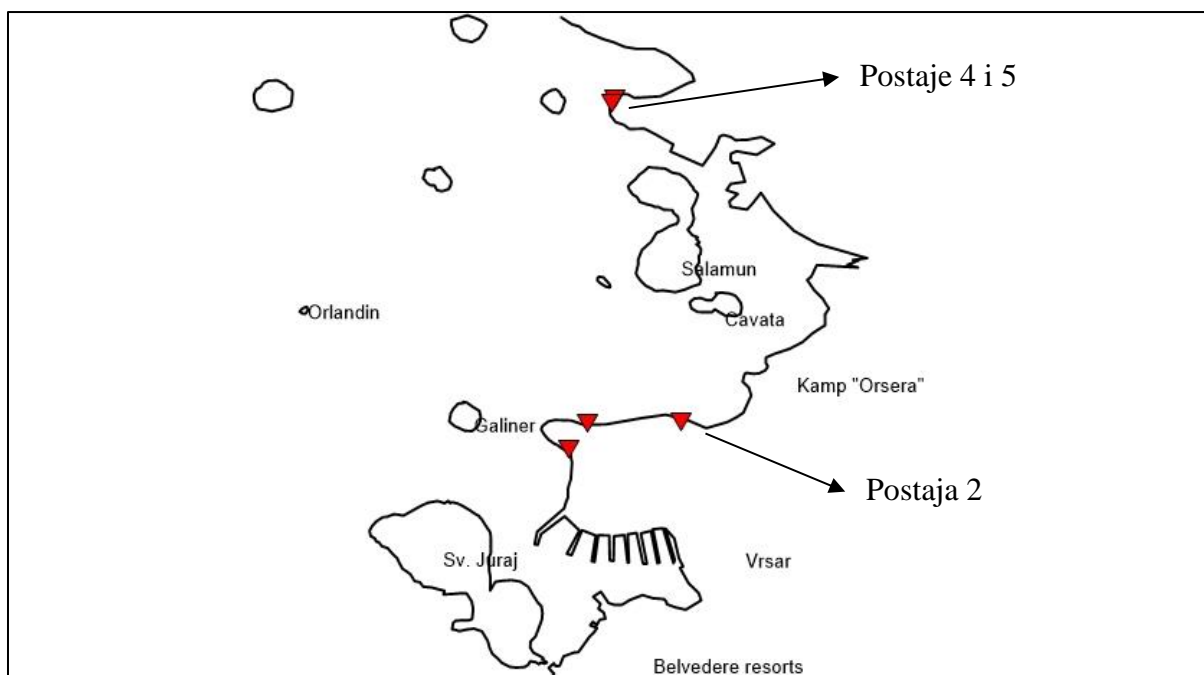 Postaje 4 i 5
Salamun
Orlandin
Cavata
Kamp "Orsera"
Galiner
Postaja 2
Sv. Juraj
Vrsar
Belvedere resorts